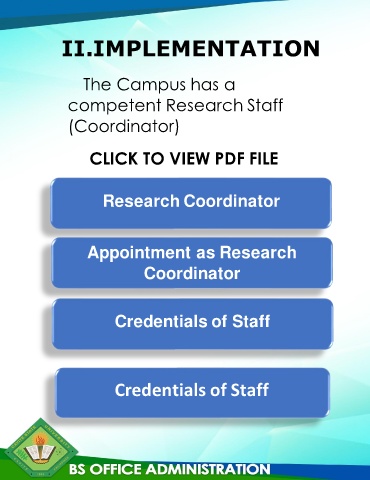 II.IMPLEMENTATION
The Campus has a
competent Research Staff
(Coordinator)
CLICK TO VIEW PDF FILE
Research Coordinator
Appointment as Research
Coordinator
Credentials of Staff
Credentials of Staff
BS OFFICE ADMINISTRATION